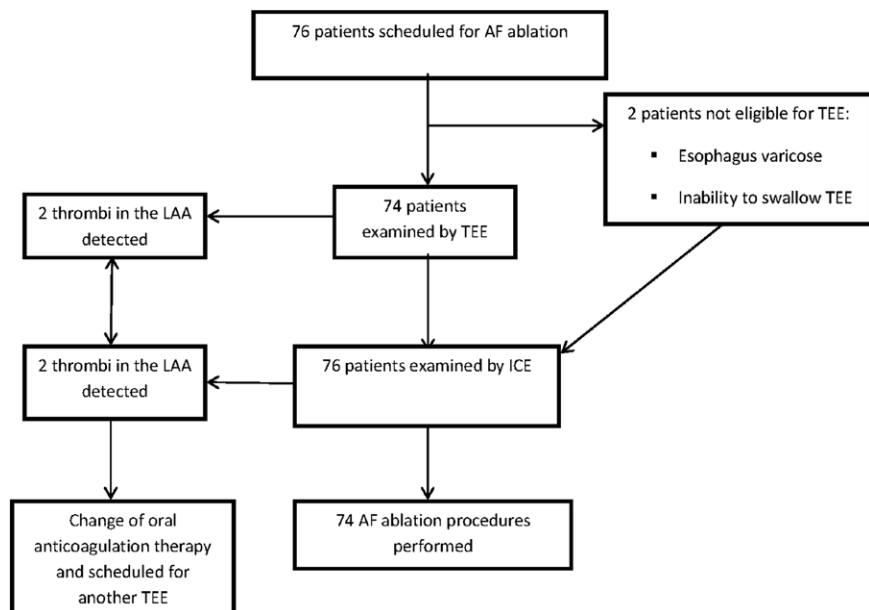 76 patients scheduled for AF ablation
2 patients not eligible for TEE:
▪ Esophagus varicose
▪ Inability to swallow TEE
2 thrombi in the LAA
detected
74 patients
examined by TEE
2 thrombi in the LAA
detected
76 patients examined by ICE
Change of oral
anticoagulation therapy
and scheduled for
another TEE
74 AF ablation procedures
performed